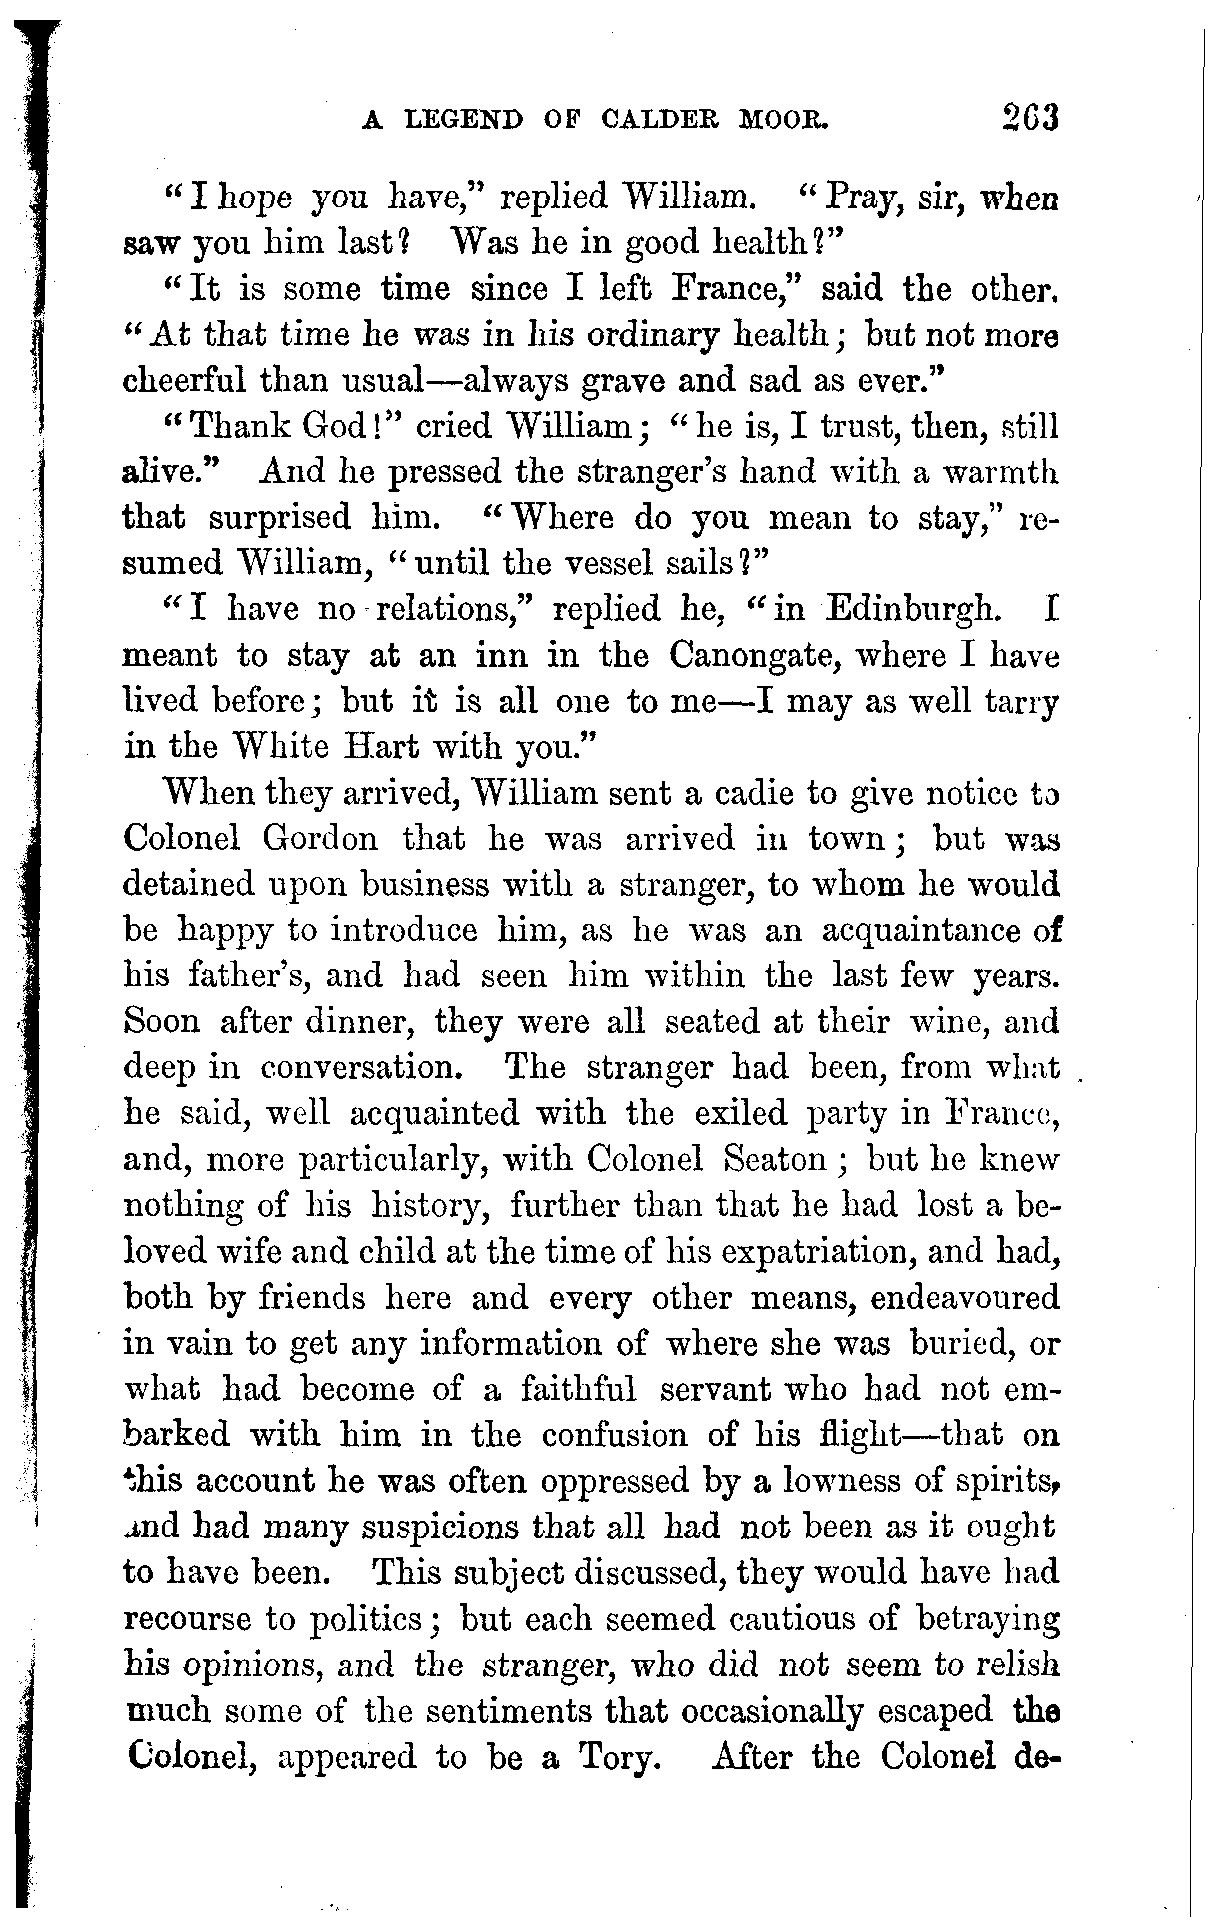 A LEGEND OF CALDER MOOR. 263
"I hope you have," replied William. "Pray, sir, when
saw you him last? Was he in good health?"
"It is some time since I left France," said the other.
"At that time he was in his ordinary health; but not more
cheerful than usual—always grave and sad as ever."
"Thank God!" cried William; "he is, I trust, then, still
alive." And he pressed the stranger's hand with a warmth
that surprised him. "Where do you mean to stay," re-
sumed William, "until the vessel sails?"
"I have no relations," replied he, "in Edinburgh. I
meant to stay at an inn in the Canongate, where I have
lived before; but it is all one to me—I may as well tarry
in the White Hart with you."
When they arrived, William sent a cadie to give notice to
Colonel Gordon that he was arrived in town; but was
detained upon business with a stranger, to whom he would
be happy to introduce him, as he was an acquaintance of
his father's, and had seen him within the last few years.
Soon after dinner, they were all seated at their wine, and
deep in conversation. The stranger had been, from what
he said, well acquainted with the exiled party in France,
and, more particularly, with Colonel Seaton; but he knew
nothing of his history, further than that he had lost a be-
loved wife and child at the time of his expatriation, and had,
both by friends here and every other means, endeavoured
in vain to get any information of where she was buried, or
what had become of a faithful servant who had not em-
barked with him in the confusion of his flight—that on
this account he was often oppressed by a lowness of spirits,
and had many suspicions that all had not been as it ought
to have been. This subject discussed, they would have had
recourse to politics; but each seemed cautious of betraying
his opinions, and the stranger, who did not seem to relish
much some of the sentiments that occasionally escaped the
Colonel, appeared to be a Tory. After the Colonel de-